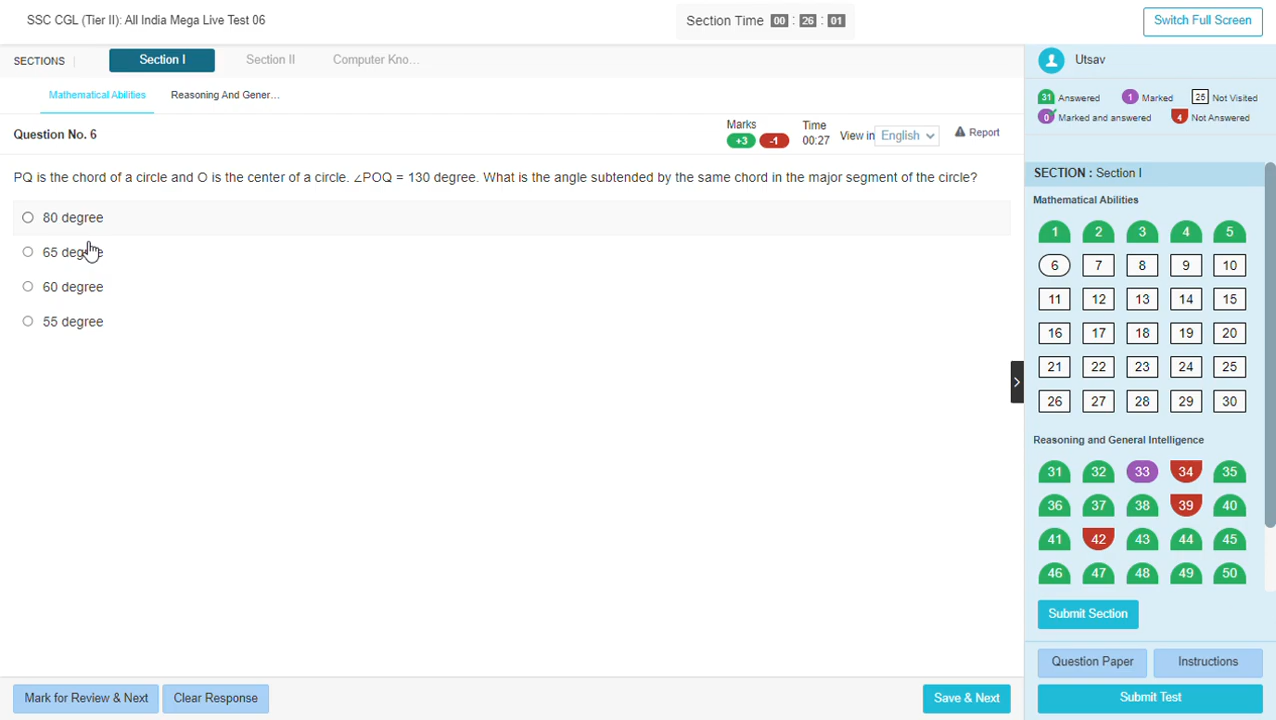 SSC CGL (Tier II): All India Mega Live Test 06
Section Time 00 : 26 : 01
Switch Full Screen
SECTIONS
Section I
Section II
Computer Kno...
Utsav
Mathematical Abilities
Reasoning And Gener...
31 Answered
1 Marked
25 Not Visited
0 Marked and answered
4 Not Answered
Question No. 6
Marks
+3 -1
Time
00:27
View in English
Report
PQ is the chord of a circle and O is the center of a circle. ∠POQ = 130 degree. What is the angle subtended by the same chord in the major segment of the circle?
80 degree
65 degree
60 degree
55 degree
SECTION : Section I
Mathematical Abilities
1 2 3 4 5
6 7 8 9 10
11 12 13 14 15
16 17 18 19 20
21 22 23 24 25
26 27 28 29 30
Reasoning and General Intelligence
31 32 33 34 35
36 37 38 39 40
41 42 43 44 45
46 47 48 49 50
Submit Section
Question Paper
Instructions
Mark for Review & Next
Clear Response
Save & Next
Submit Test